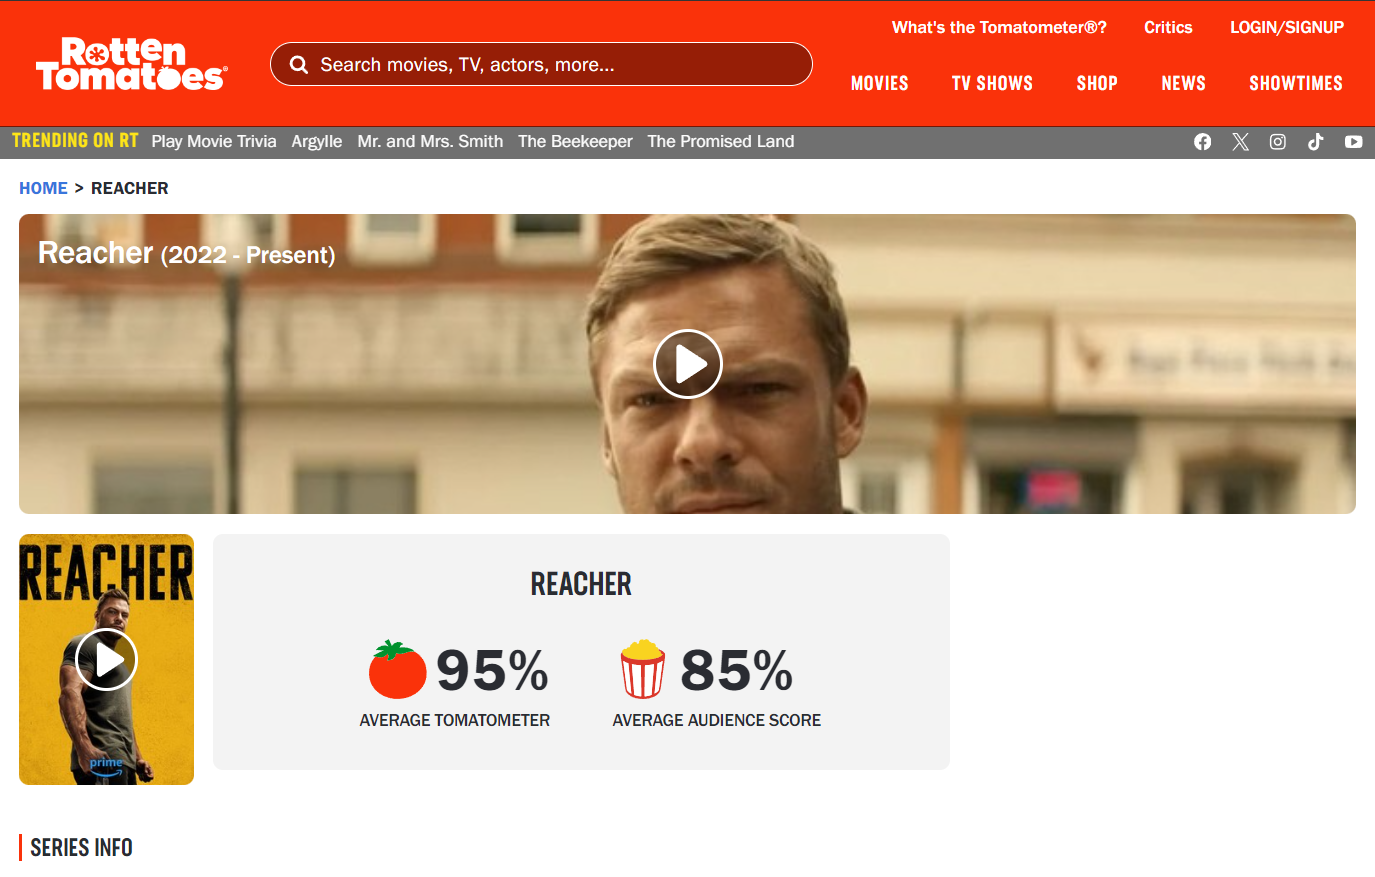 What's the Tomatometer®? Critics LOGIN/SIGNUP
Rotten
Tomatoes®
Search movies, TV, actors, more...
MOVIES TV SHOWS SHOP NEWS SHOWTIMES
TRENDING ON RT Play Movie Trivia Argylle Mr. and Mrs. Smith The Beekeeper The Promised Land
HOME > REACHER
Reacher (2022 - Present)
REACHER
prime
REACHER
95% 85%
AVERAGE TOMATOMETER AVERAGE AUDIENCE SCORE
SERIES INFO